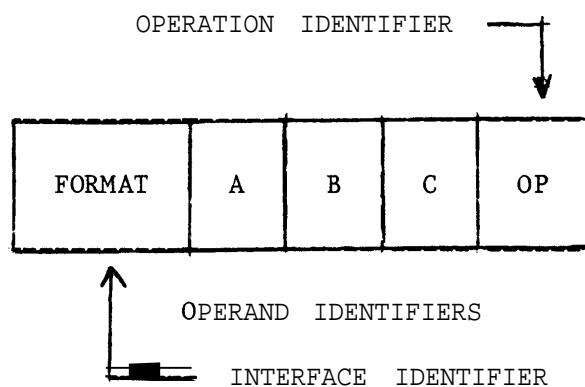 OPERATION IDENTIFIER
FORMAT A B C OP
OPERAND IDENTIFIERS
INTERFACE IDENTIFIER